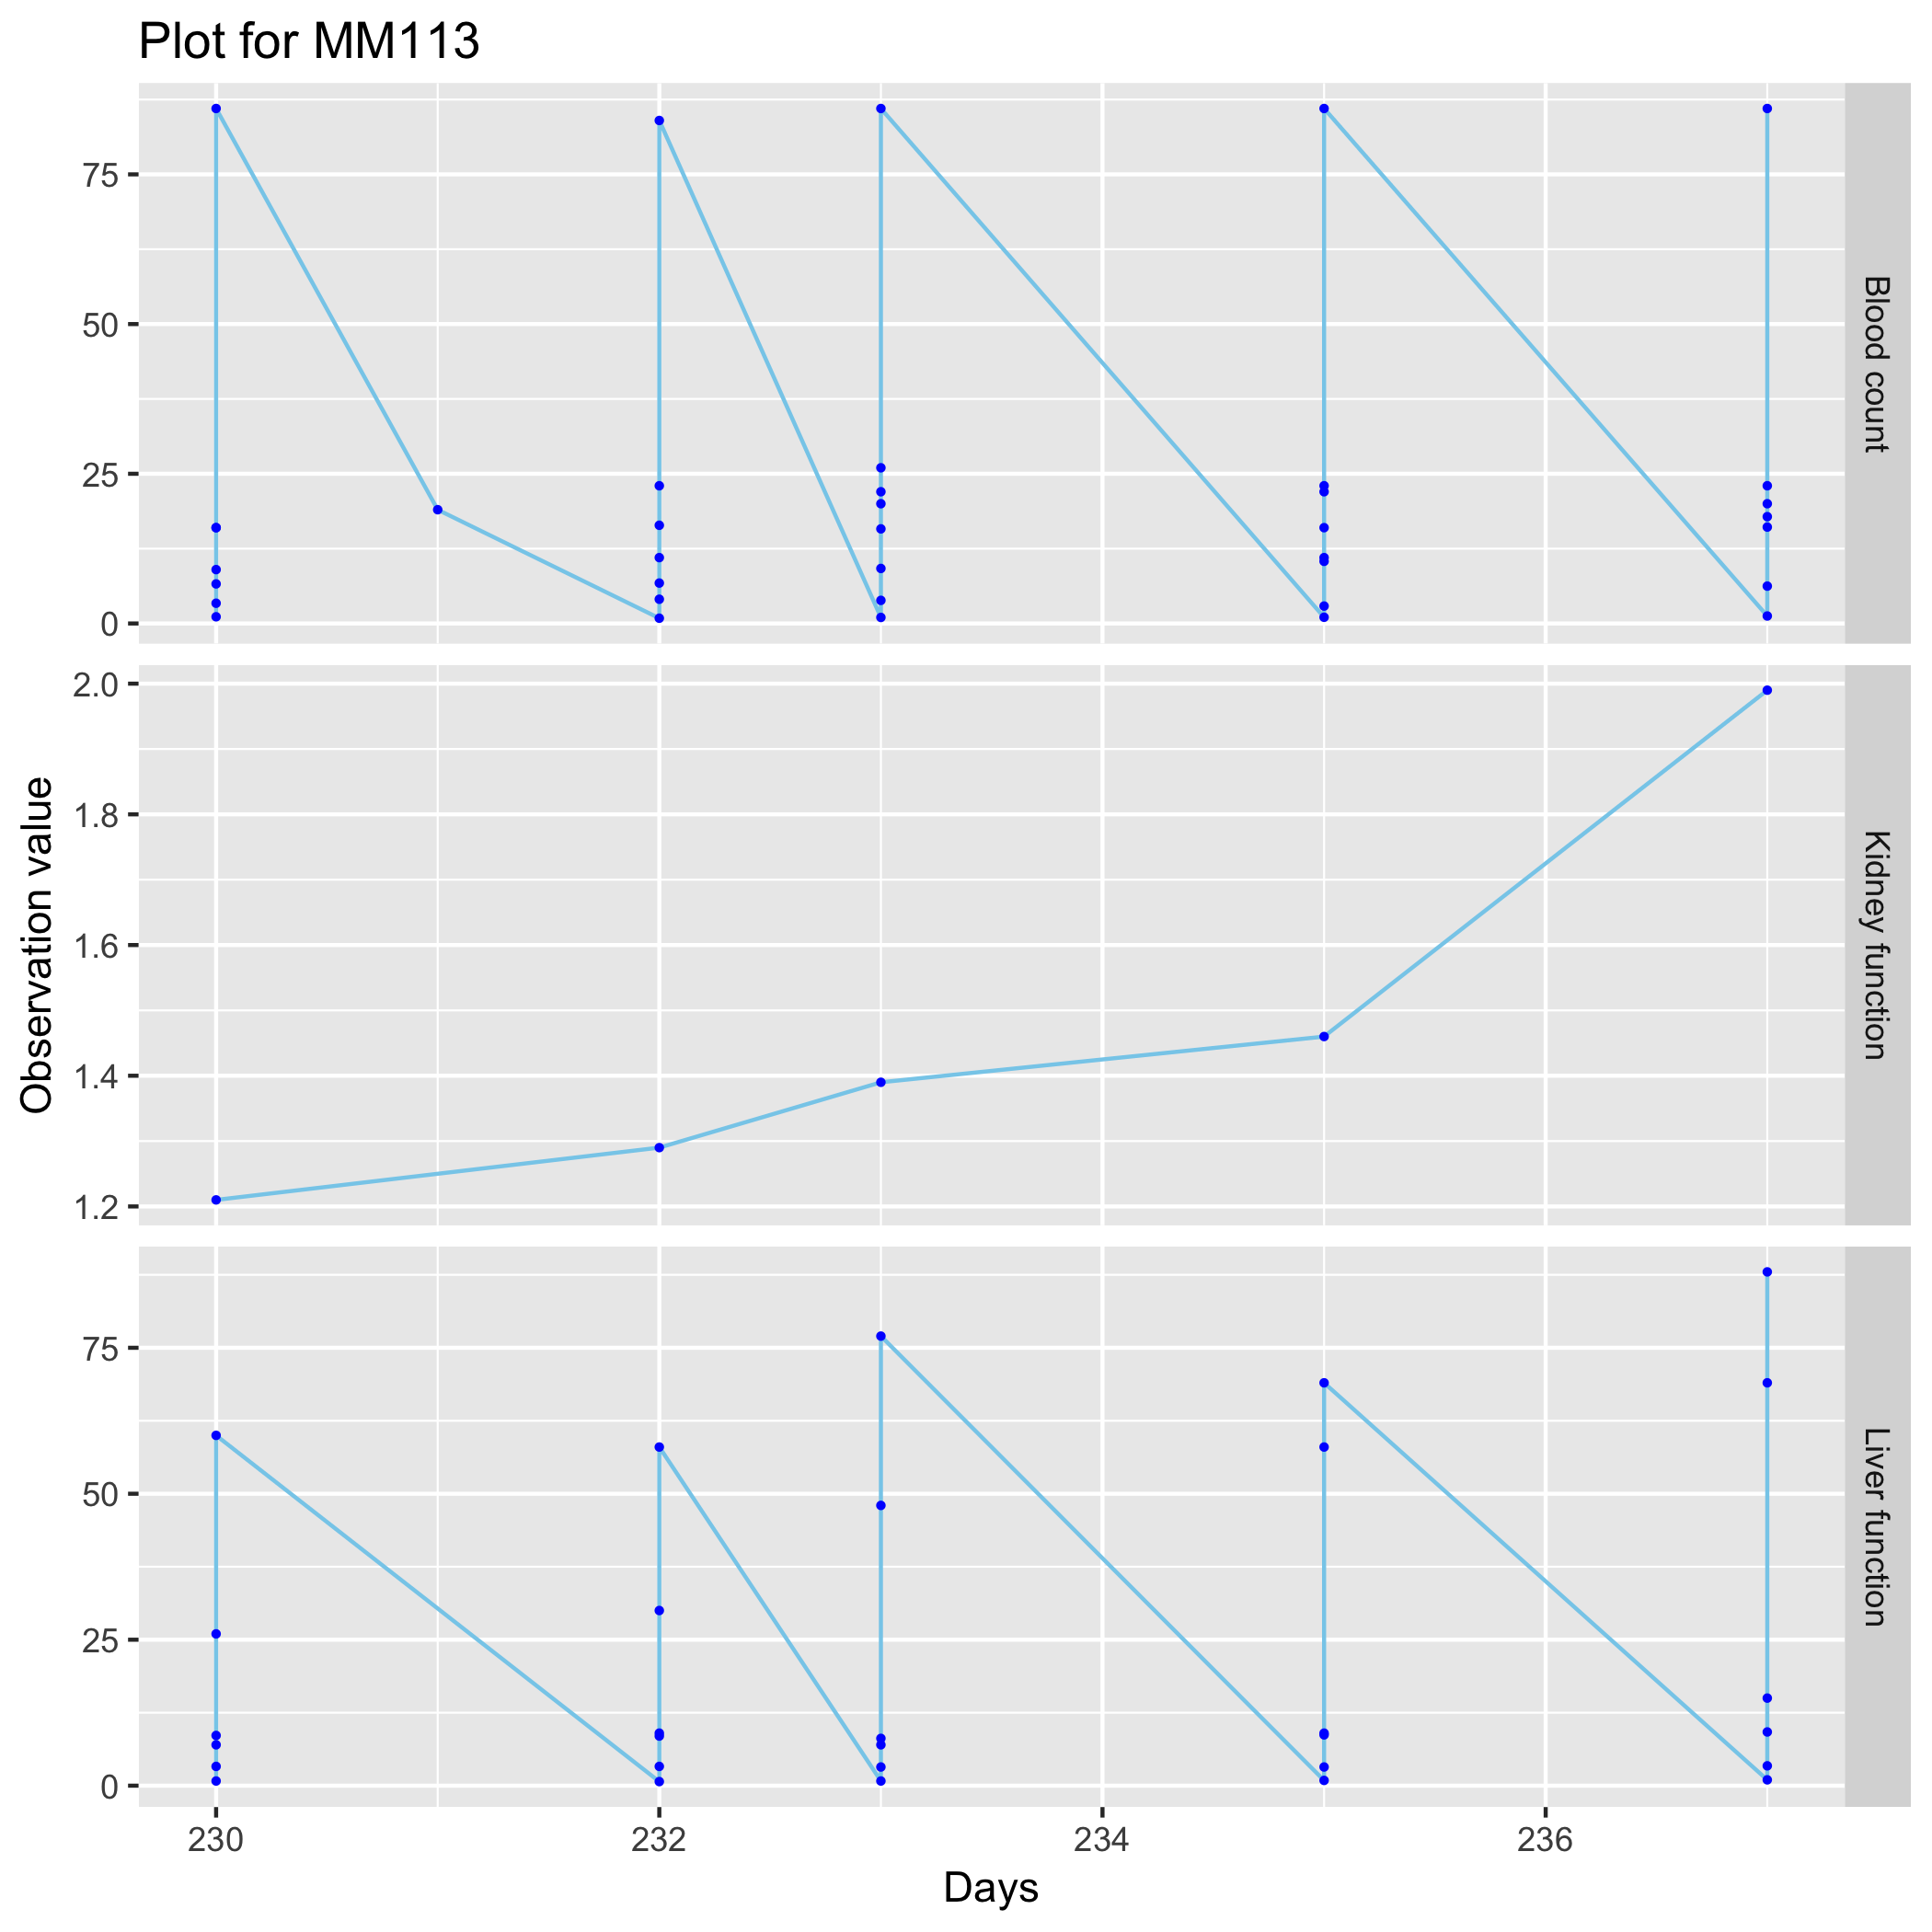 Plot for MM113
75
50
25
0
Blood count
2.0
1.8
1.6
1.4
1.2
Kidney function
Observation value
75
50
25
0
Liver function
230
232
234
236
Days